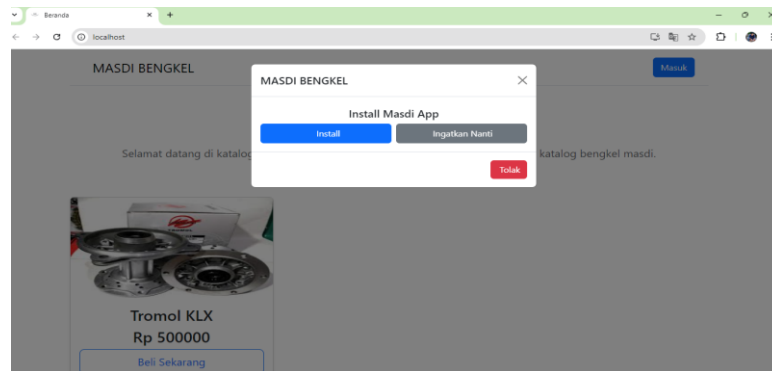 Beranda
localhost
MASDI BENGKEL
Masuk
MASDI BENGKEL
Install Masdi App
Install
Ingatkan Nanti
Tolak
Selamat datang di katalog
katalog bengkel masdi.
Tromol KLX
Rp 500000
Beli Sekarang